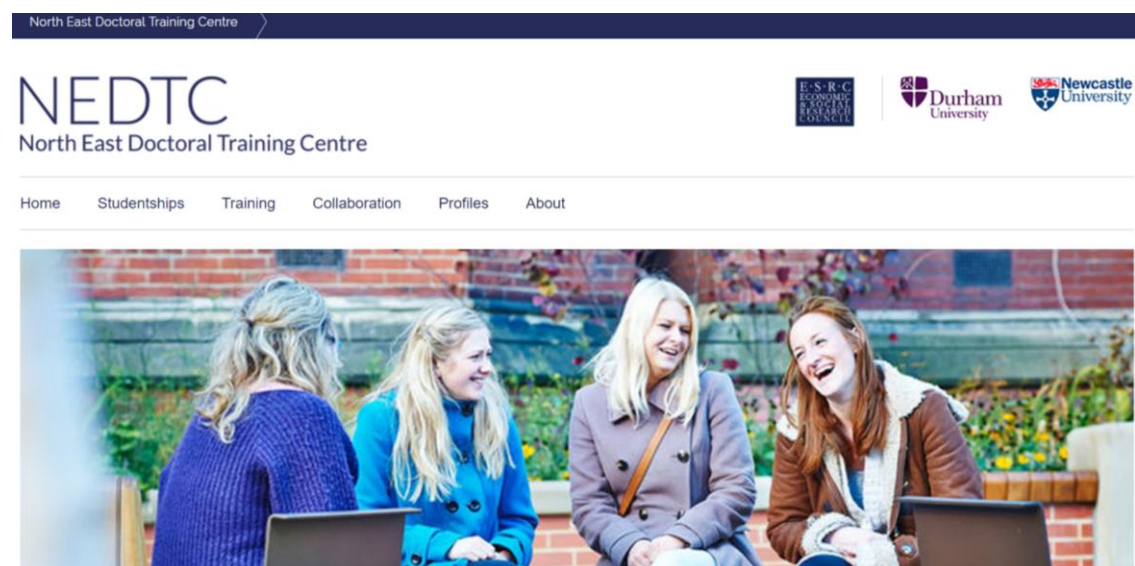 North East Doctoral Training Centre
NEDTC
North East Doctoral Training Centre
E·S·R·C
ECONOMIC
& SOCIAL
RESEARCH
COUNCIL
Durham
University
Newcastle
University
Home Studentships Training Collaboration Profiles About